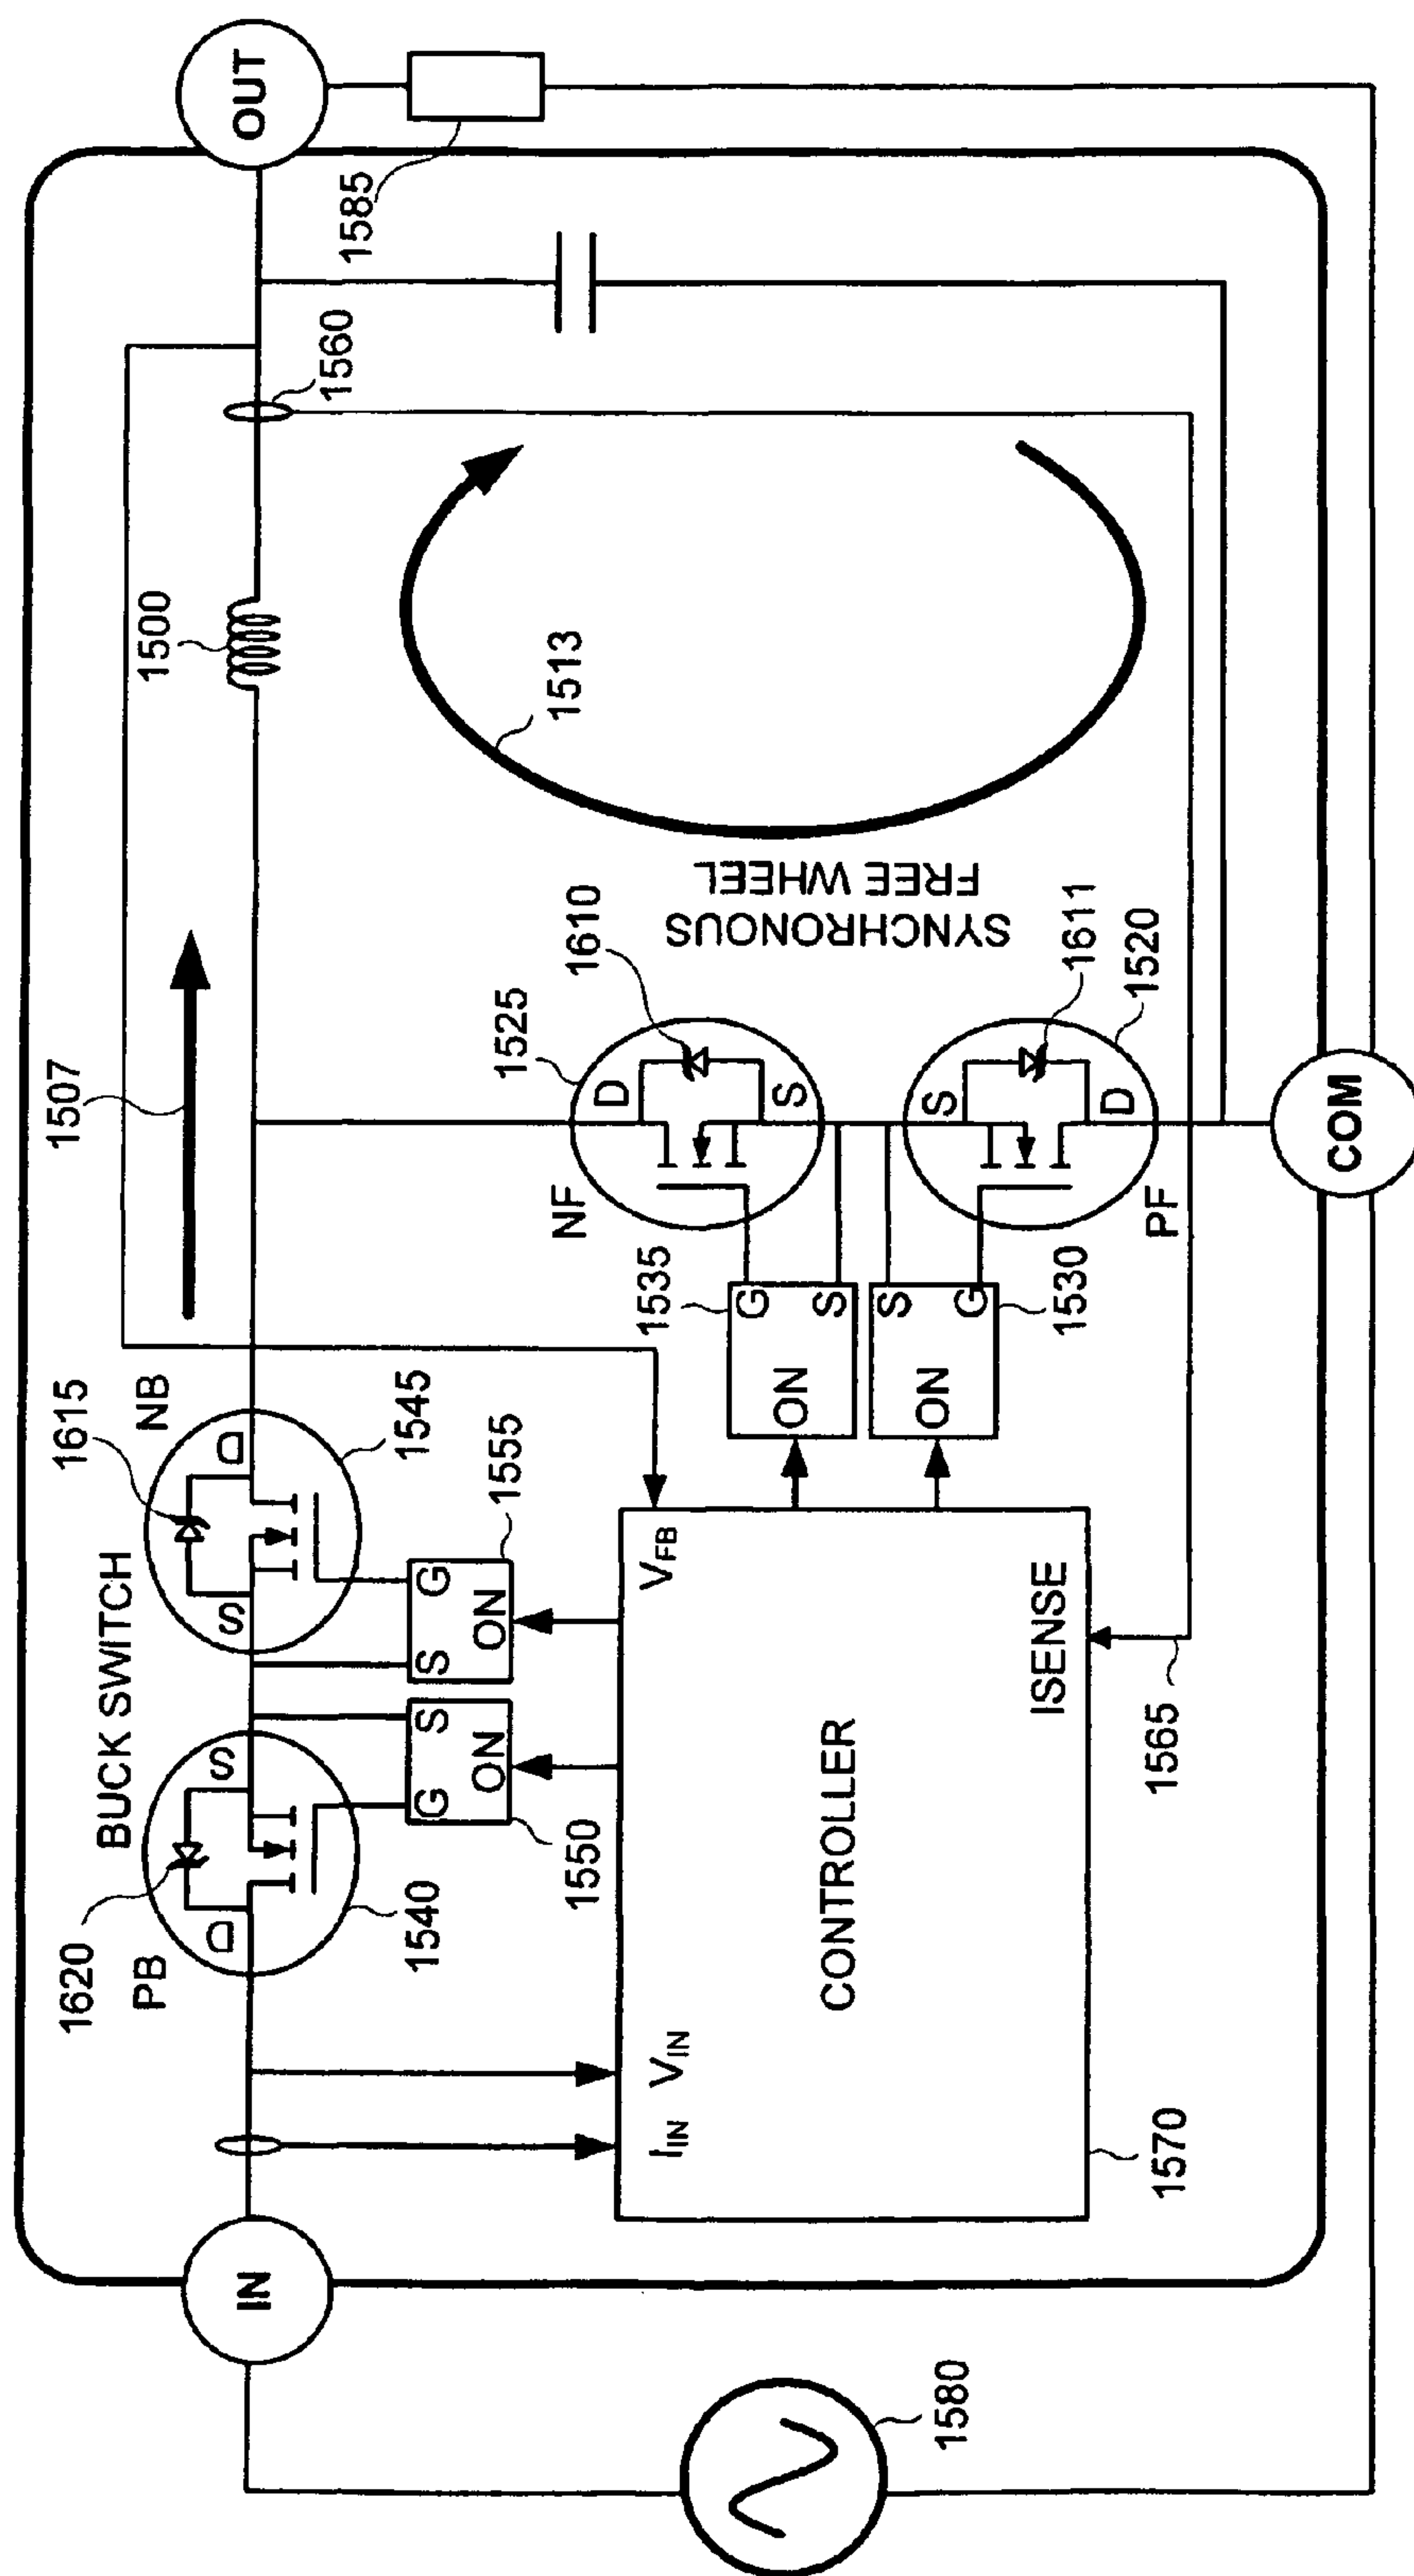 1507
1500
1560
OUT
1585
1615
NB
BUCK SWITCH
1620
PB
D
S
S
D
1540
1545
1550
1555
G
S
ON
S
G
ON
IN
IIN
VIN
VFB
CONTROLLER
ISENSE
1570
1565
1580
1535
G
S
ON
1530
S
G
ON
NF
1525
D
S
1610
PF
1520
S
D
1611
SYNCHRONOUS
FREE WHEEL
1513
COM